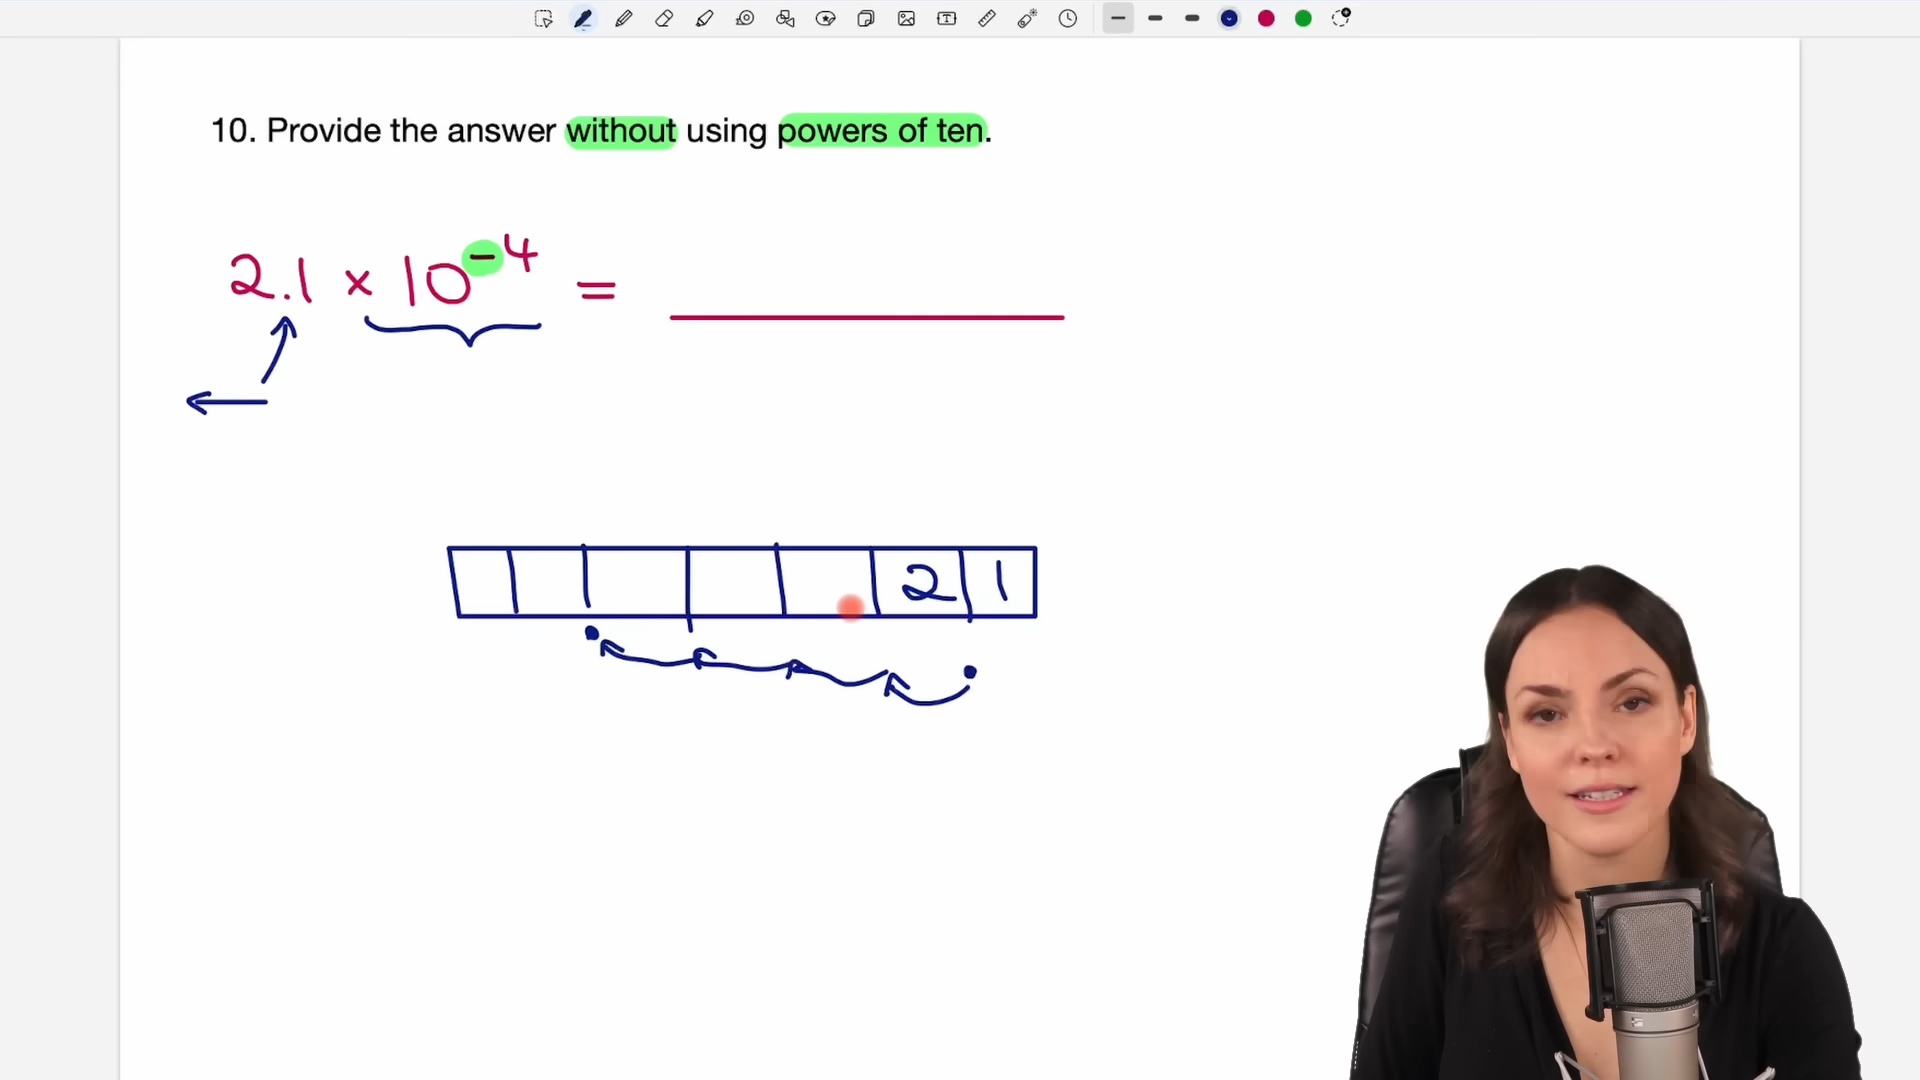 10. Provide the answer without using powers of ten.
2.1 × 10⁻⁴ =
2 1